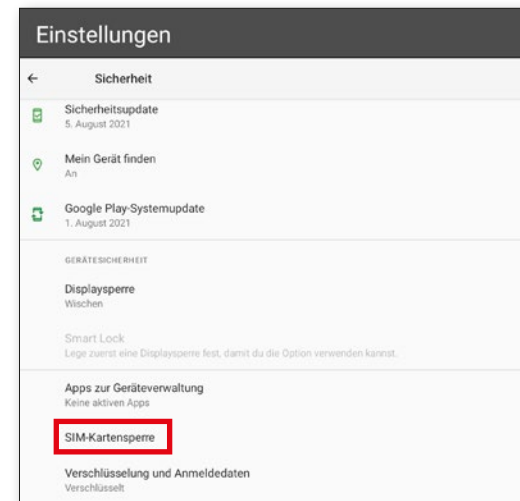 Einstellungen
Sicherheit
Sicherheitsupdate
5. August 2021
Mein Gerät finden
An
Google Play-Systemupdate
1. August 2021
GERÄTESICHERHEIT
Displaysperre
Wischen
Smart Lock
Lege zuerst eine Displaysperre fest, damit du die Option verwenden kannst.
Apps zur Geräteverwaltung
Keine aktiven Apps
SIM-Kartensperre
Verschlüsselung und Anmeldedaten
Verschlüsselt